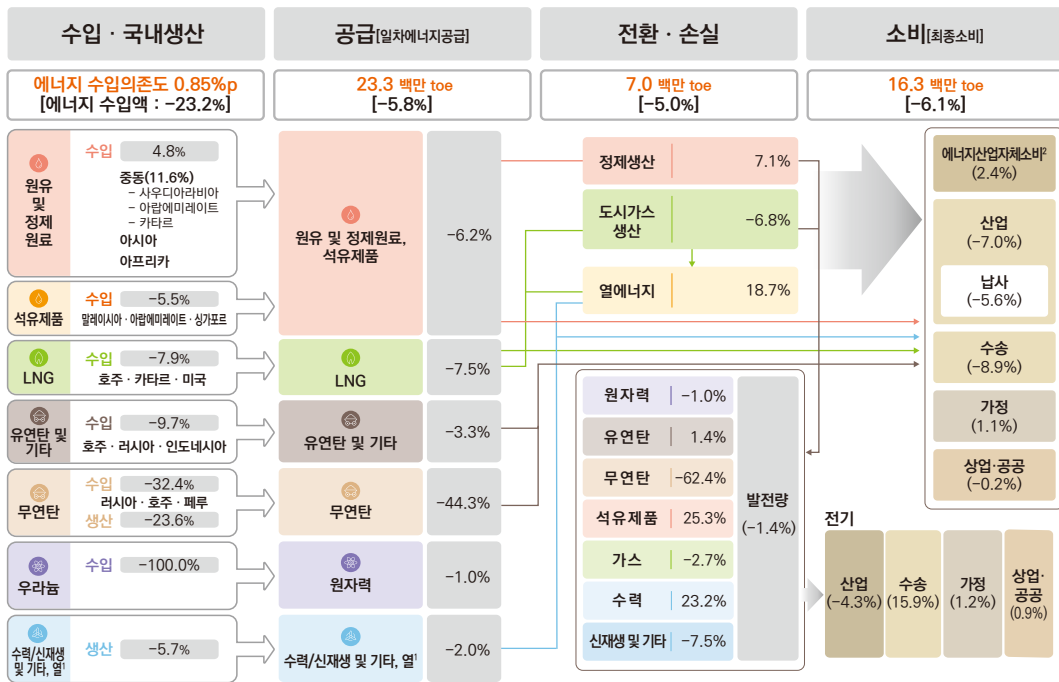 수입 · 국내생산
에너지 수입의존도 0.85%p
[에너지 수입액 : -23.2%]
원유
및
정제
원료
수입 4.8%
중동(11.6%)
- 사우디아라비아
- 아랍에미레이트
- 카타르
아시아
아프리카
석유제품
수입 -5.5%
말레이시아 · 아랍에미레이트 · 싱가포르
LNG
수입 -7.9%
호주 · 카타르 · 미국
유연탄 및
기타
수입 -9.7%
호주 · 러시아 · 인도네시아
무연탄
수입 -32.4%
러시아 · 호주 · 페루
생산 -23.6%
우라늄
수입 -100.0%
수력/신재생
및 기타, 열¹
생산 -5.7%
공급[일차에너지공급]
23.3 백만 toe
[-5.8%]
원유 및 정제원료,
석유제품
-6.2%
LNG
-7.5%
유연탄 및 기타
-3.3%
무연탄
-44.3%
원자력
-1.0%
수력/신재생 및 기타, 열¹
-2.0%
전환 · 손실
7.0 백만 toe
[-5.0%]
정제생산 7.1%
도시가스
생산
-6.8%
열에너지 18.7%
원자력 -1.0%
유연탄 1.4%
무연탄 -62.4%
석유제품 25.3%
가스 -2.7%
수력 23.2%
신재생 및 기타 -7.5%
발전량
(-1.4%)
소비[최종소비]
16.3 백만 toe
[-6.1%]
에너지산업자체소비²
(2.4%)
산업
(-7.0%)
납사
(-5.6%)
수송
(-8.9%)
가정
(1.1%)
상업·공공
(-0.2%)
전기
산업
(-4.3%)
수송
(15.9%)
가정
(1.2%)
상업·
공공
(0.9%)